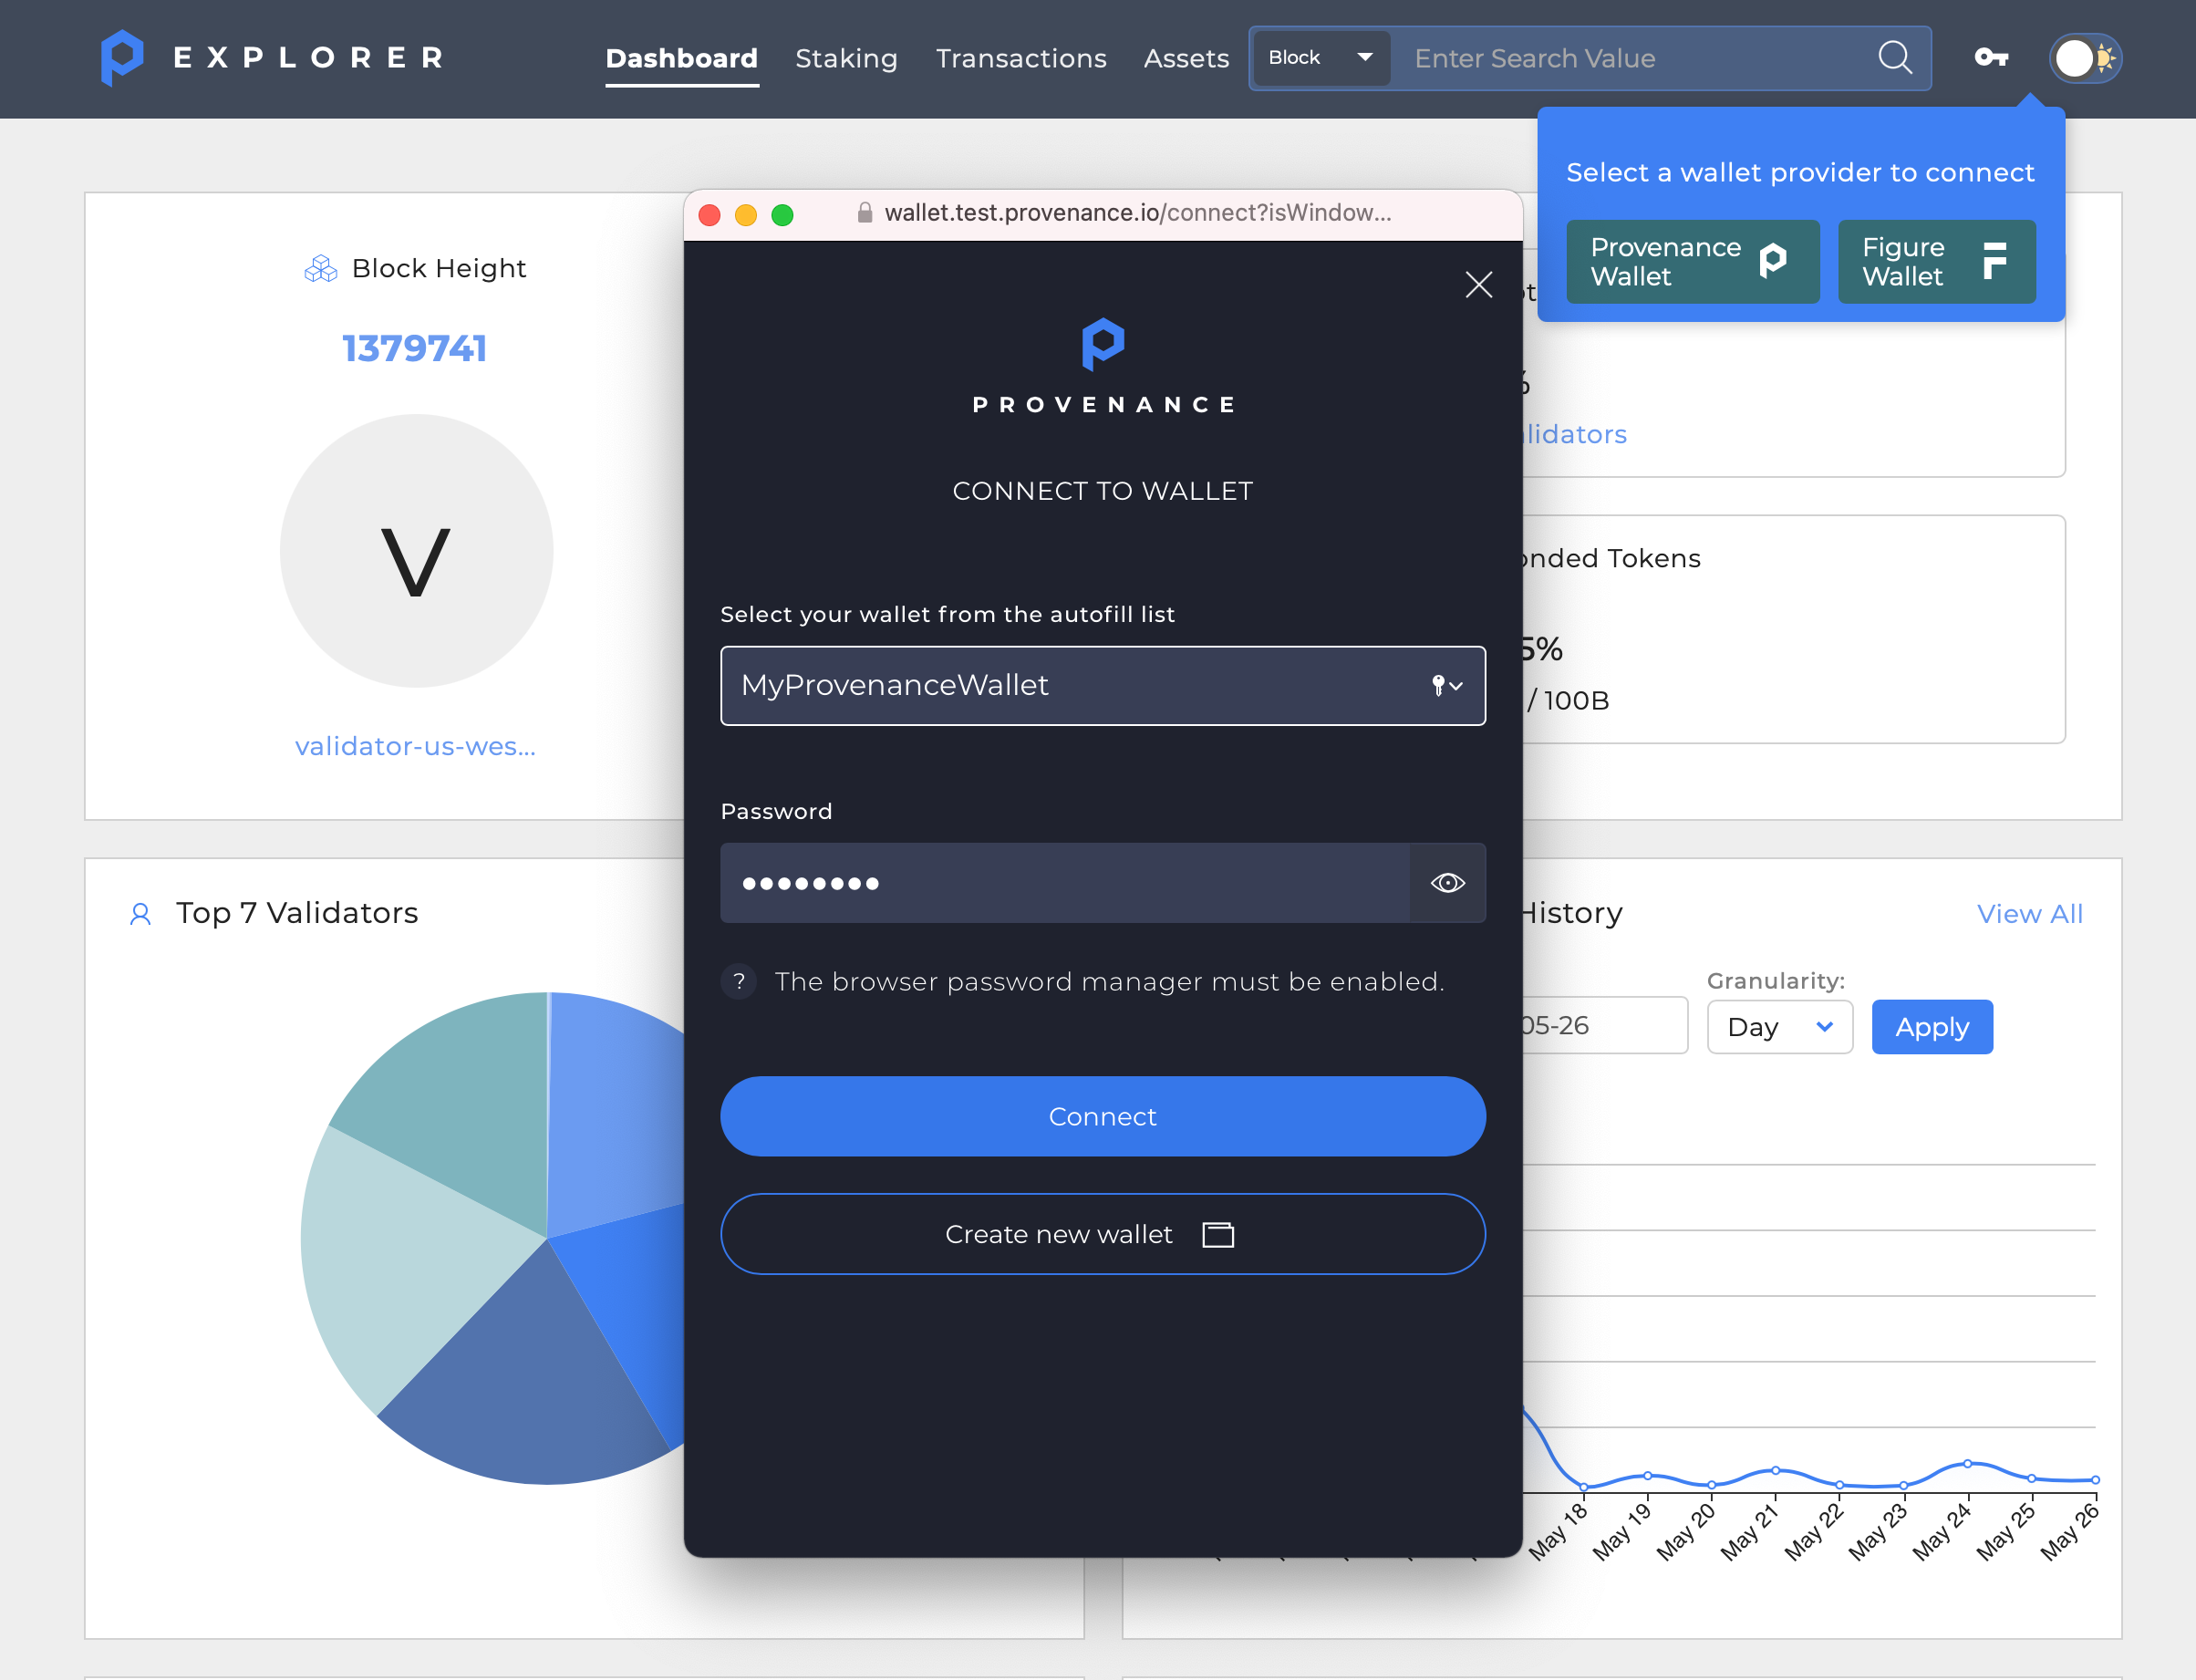 EXPLORER
Dashboard
Staking
Transactions
Assets
Block
Enter Search Value
Select a wallet provider to connect
Provenance
Wallet
Figure
Wallet
Block Height
1379741
V
validator-us-wes...
wallet.test.provenance.io/connect?isWindow...
PROVENANCE
CONNECT TO WALLET
Select your wallet from the autofill list
MyProvenanceWallet
Password
••••••••
? The browser password manager must be enabled.
Connect
Create new wallet
lidators
nded Tokens
5%
/ 100B
Top 7 Validators
History
View All
Granularity:
05-26
Day
Apply
May 18
May 19
May 20
May 21
May 22
May 23
May 24
May 25
May 26